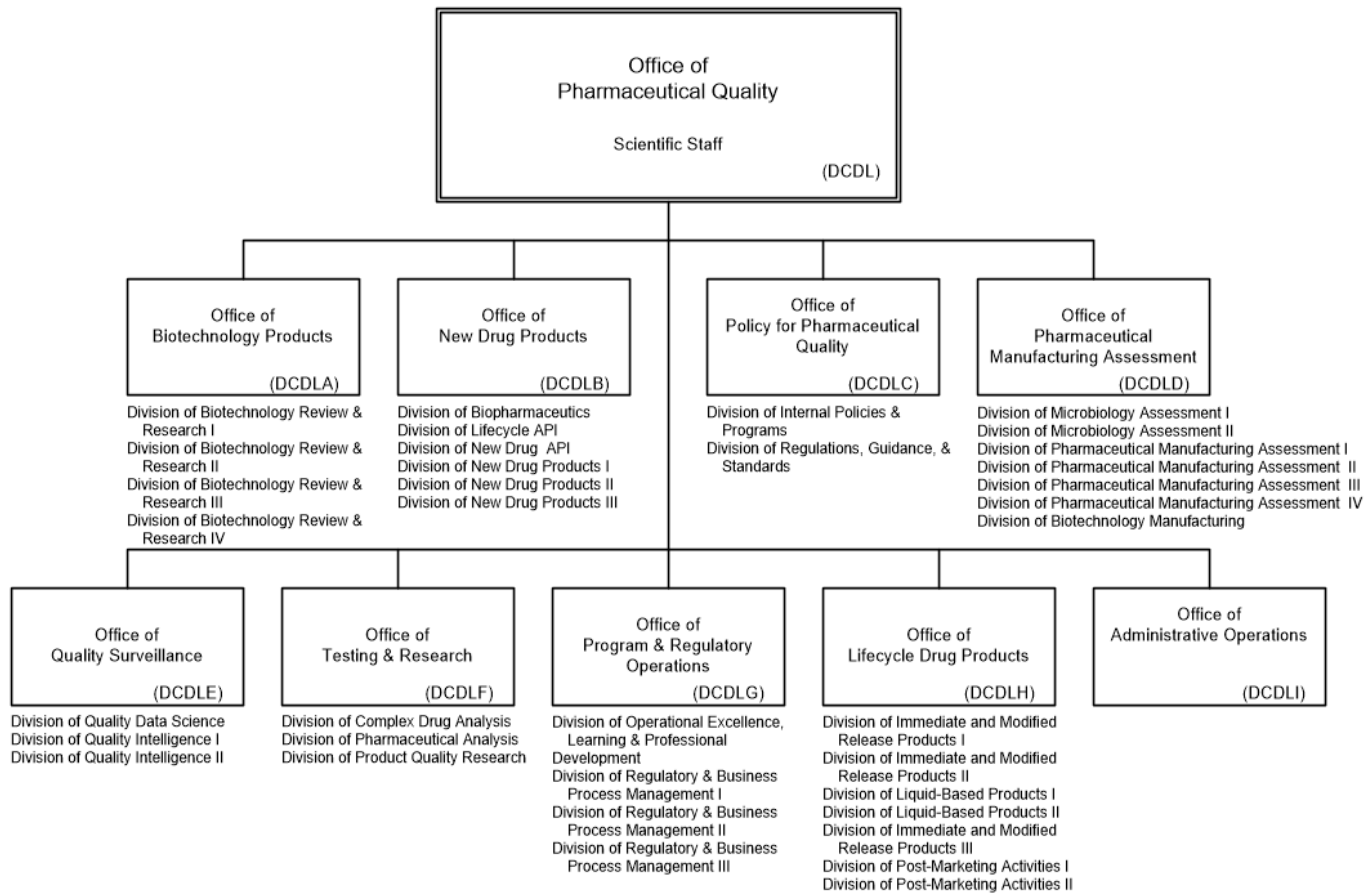 Office of
Pharmaceutical Quality
Scientific Staff
(DCDL)
Office of
Biotechnology Products
(DCDLA)
Division of Biotechnology Review &
Research I
Division of Biotechnology Review &
Research II
Division of Biotechnology Review &
Research III
Division of Biotechnology Review &
Research IV
Office of
New Drug Products
(DCDLB)
Division of Biopharmaceutics
Division of Lifecycle API
Division of New Drug API
Division of New Drug Products I
Division of New Drug Products II
Division of New Drug Products III
Office of
Policy for Pharmaceutical
Quality
(DCDLC)
Division of Internal Policies &
Programs
Division of Regulations, Guidance, &
Standards
Office of
Pharmaceutical
Manufacturing Assessment
(DCDLD)
Division of Microbiology Assessment I
Division of Microbiology Assessment II
Division of Pharmaceutical Manufacturing Assessment I
Division of Pharmaceutical Manufacturing Assessment II
Division of Pharmaceutical Manufacturing Assessment III
Division of Pharmaceutical Manufacturing Assessment IV
Division of Biotechnology Manufacturing
Office of
Quality Surveillance
(DCDLE)
Division of Quality Data Science
Division of Quality Intelligence I
Division of Quality Intelligence II
Office of
Testing & Research
(DCDLF)
Division of Complex Drug Analysis
Division of Pharmaceutical Analysis
Division of Product Quality Research
Office of
Program & Regulatory
Operations
(DCDLG)
Division of Operational Excellence,
Learning & Professional
Development
Division of Regulatory & Business
Process Management I
Division of Regulatory & Business
Process Management II
Division of Regulatory & Business
Process Management III
Office of
Lifecycle Drug Products
(DCDLH)
Division of Immediate and Modified
Release Products I
Division of Immediate and Modified
Release Products II
Division of Liquid-Based Products I
Division of Liquid-Based Products II
Division of Immediate and Modified
Release Products III
Division of Post-Marketing Activities I
Division of Post-Marketing Activities II
Office of
Administrative Operations
(DCDLI)